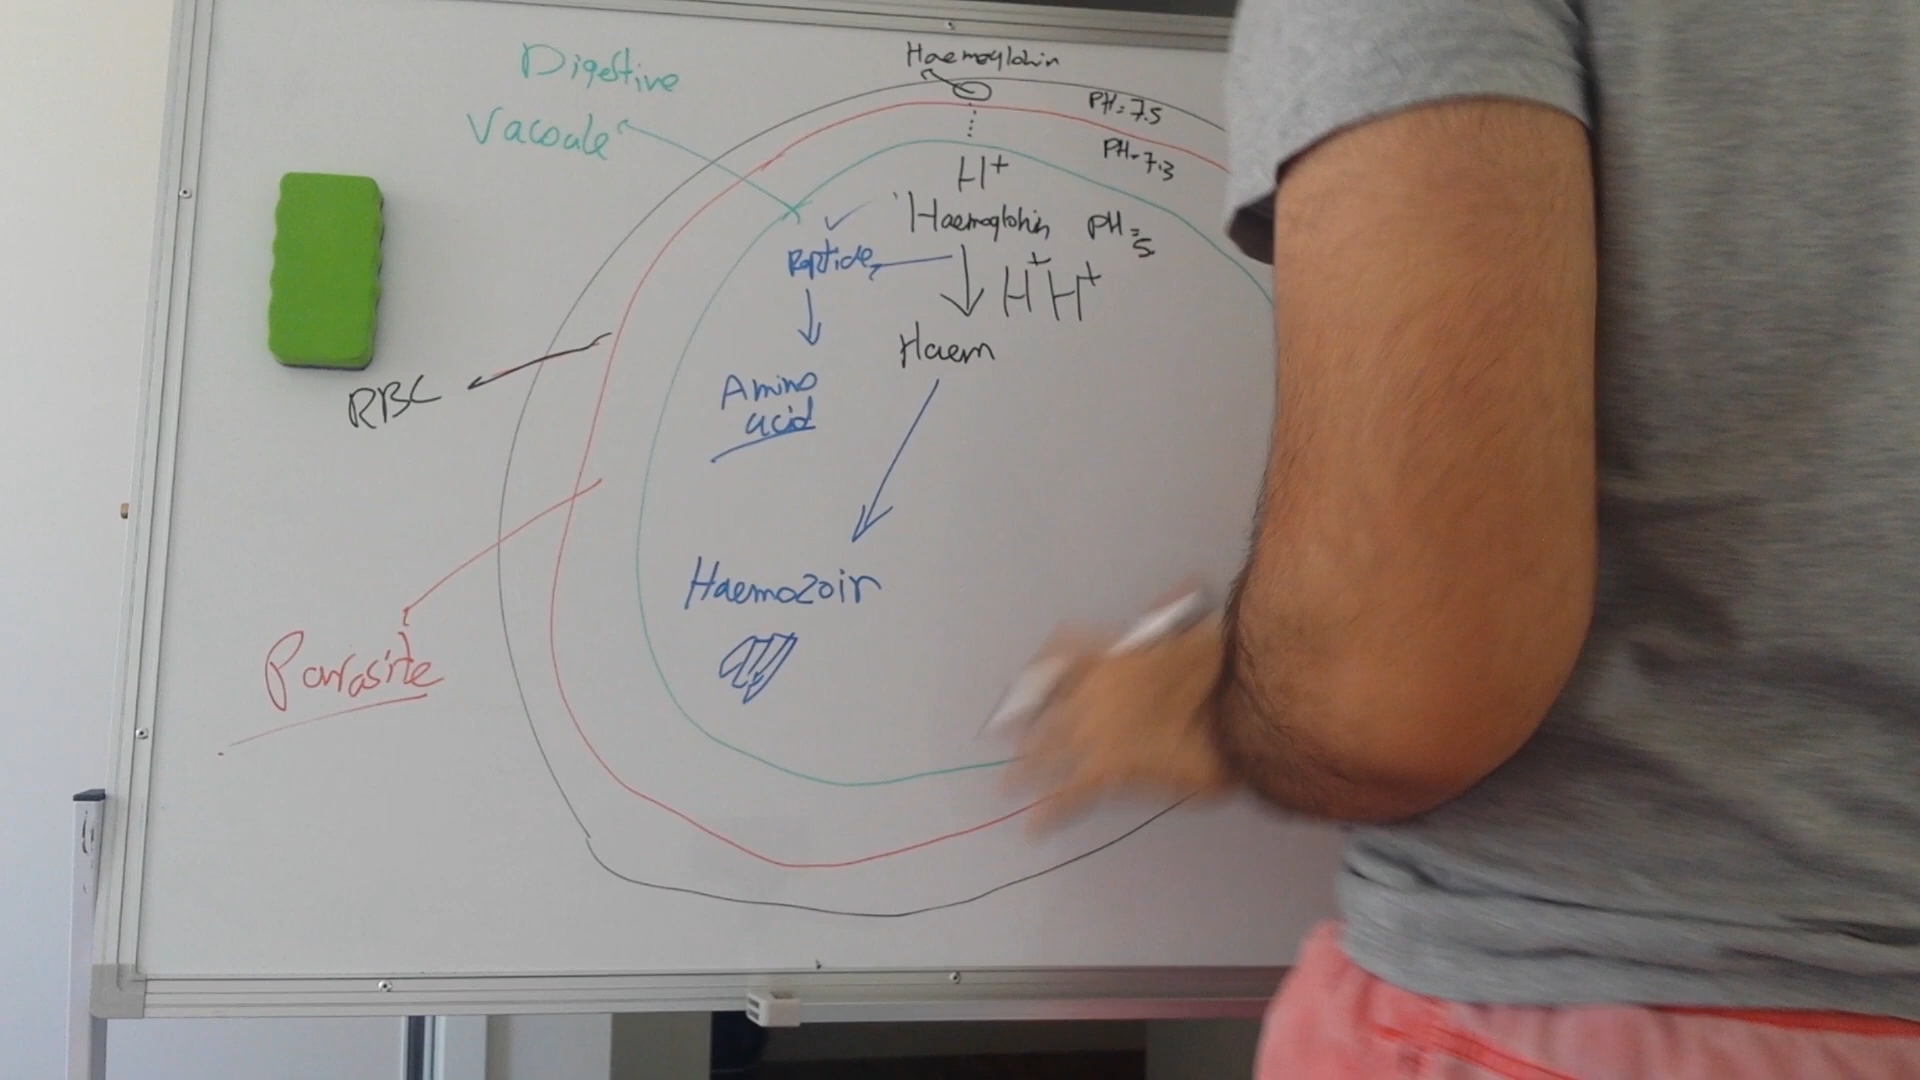 Haemoglobin
Digestive
Vacoule
PH=7.5
PH=7.3
H+
Haemoglobin
PH=5
Peptide
H+H+
Haem
Amino
acid
RBC
Haemozoin
Parasite